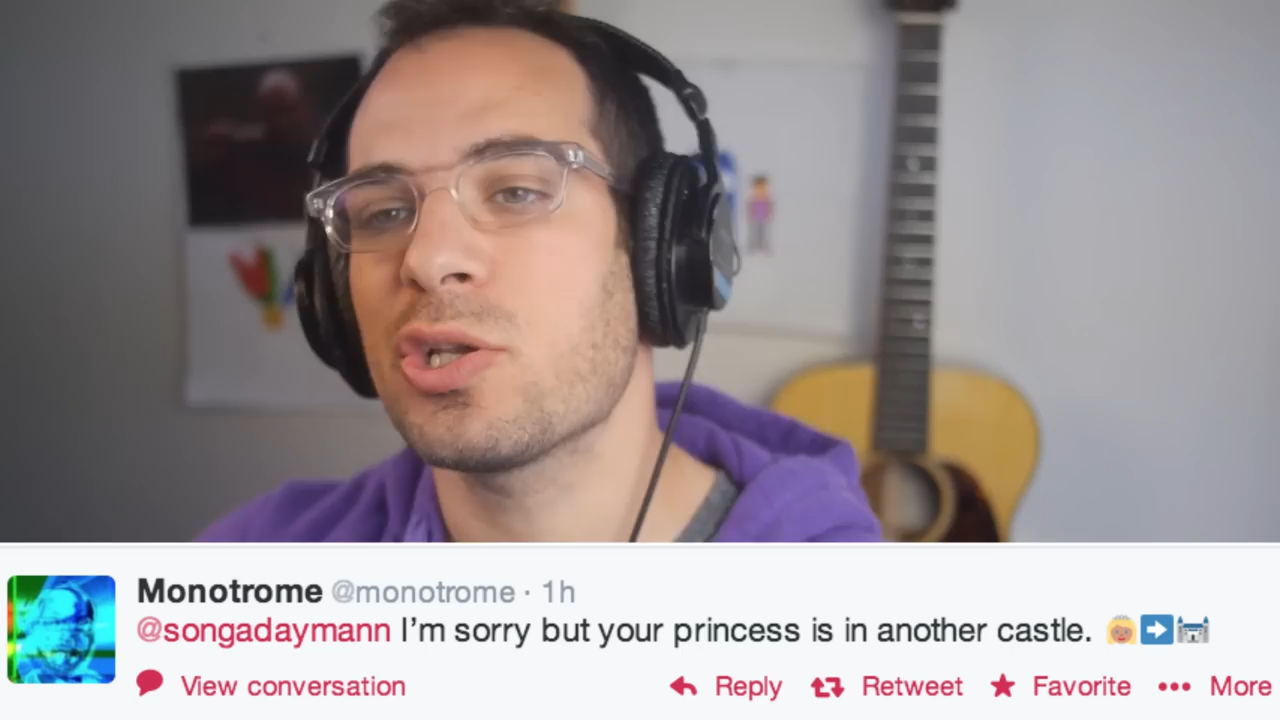 Monotrome @monotrome · 1h
@songadaymann I'm sorry but your princess is in another castle. 👸➡️🏰
View conversation Reply Retweet Favorite More